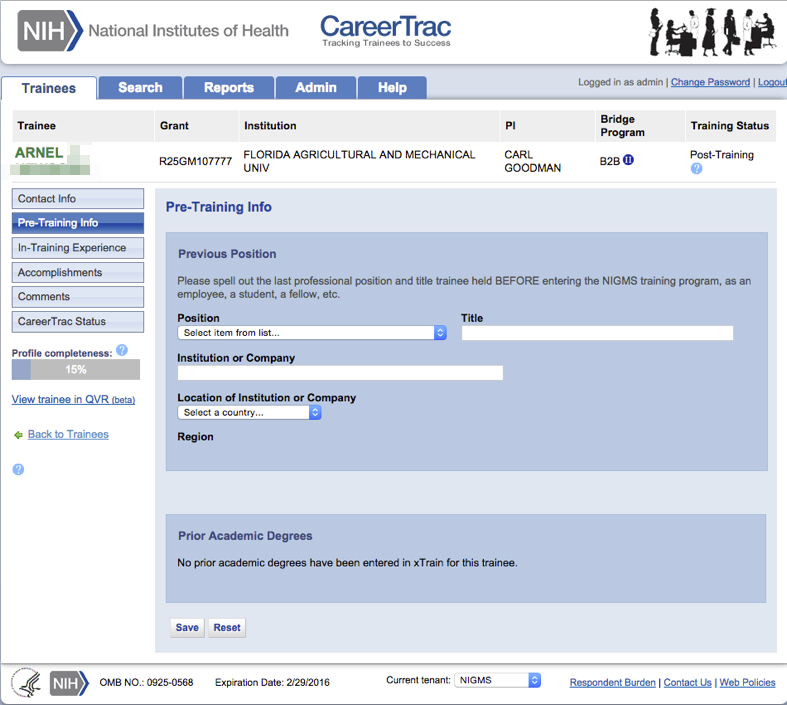 NIH National Institutes of Health
CareerTrac
Tracking Trainees to Success
Trainees Search Reports Admin Help
Logged in as admin | Change Password | Logout
Trainee Grant Institution PI Bridge Program Training Status
ARNEL
R25GM107777
FLORIDA AGRICULTURAL AND MECHANICAL
UNIV
CARL
GOODMAN
B2B II
Post-Training
?
Contact Info
Pre-Training Info
In-Training Experience
Accomplishments
Comments
CareerTrac Status
Profile completeness: ?
15%
View trainee in QVR (beta)
Back to Trainees
?
Pre-Training Info
Previous Position
Please spell out the last professional position and title trainee held BEFORE entering the NIGMS training program, as an
employee, a student, a fellow, etc.
Position Title
Select item from list...
Institution or Company
Location of Institution or Company
Select a country...
Region
Prior Academic Degrees
No prior academic degrees have been entered in xTrain for this trainee.
Save Reset
NIH OMB NO.: 0925-0568 Expiration Date: 2/29/2016 Current tenant: NIGMS Respondent Burden | Contact Us | Web Policies